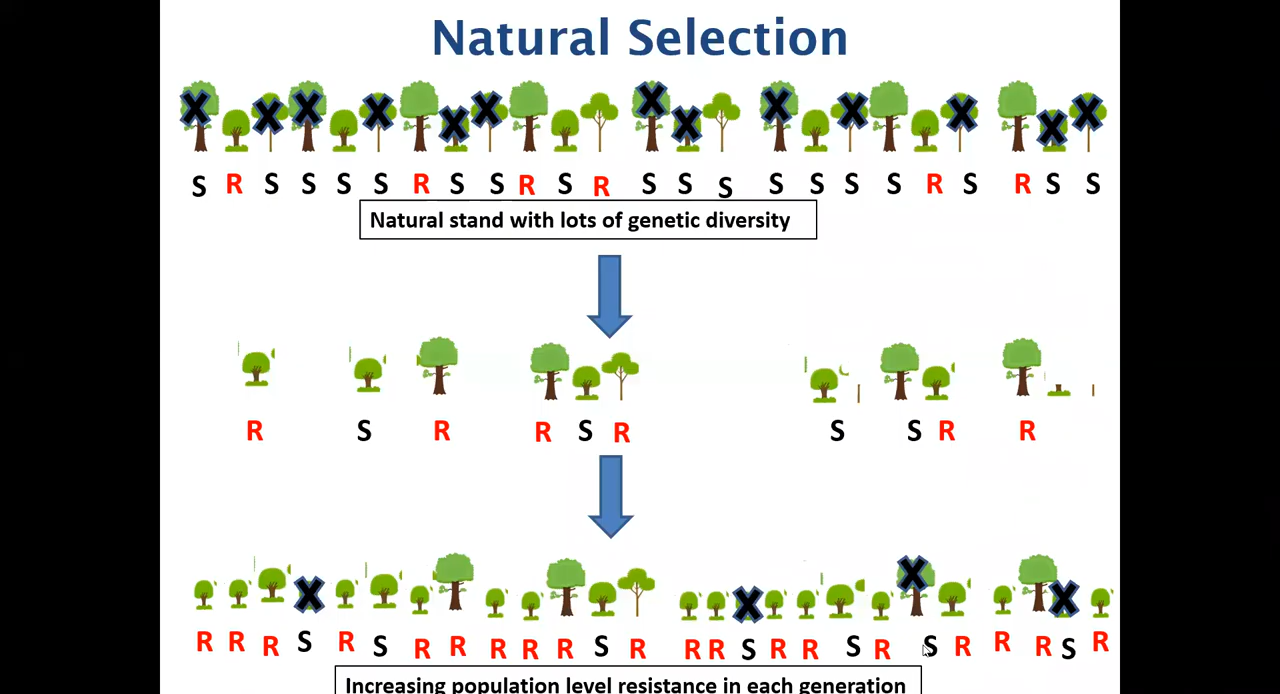 Natural Selection
S R S S S S R S S R S R S S S S S S S R S R S S
Natural stand with lots of genetic diversity
R S R R S R S S R R
R R R S R S R R R R R S R R R S R R S R S R R R S R
Increasing population level resistance in each generation